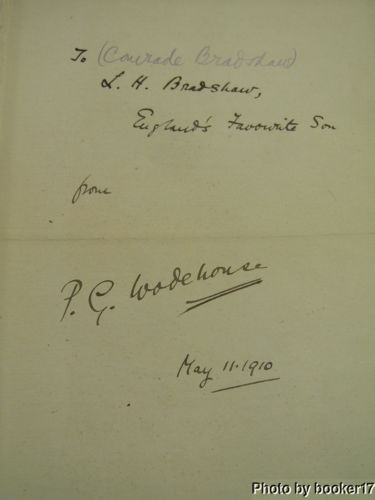 To (Comrade Bradshaw)
L. H. Bradshaw,
England's Favourite Son
from
P. G. Wodehouse
May 11.1910
Photo by booker17